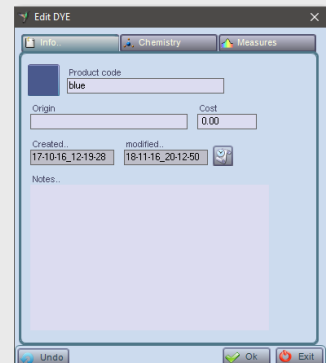 Edit DYE
Info.. Chemistry Measures
Product code
blue
Origin Cost
0.00
Created.. modified..
17-10-16_12-19-28 18-11-16_20-12-50
Notes..
Undo Ok Exit